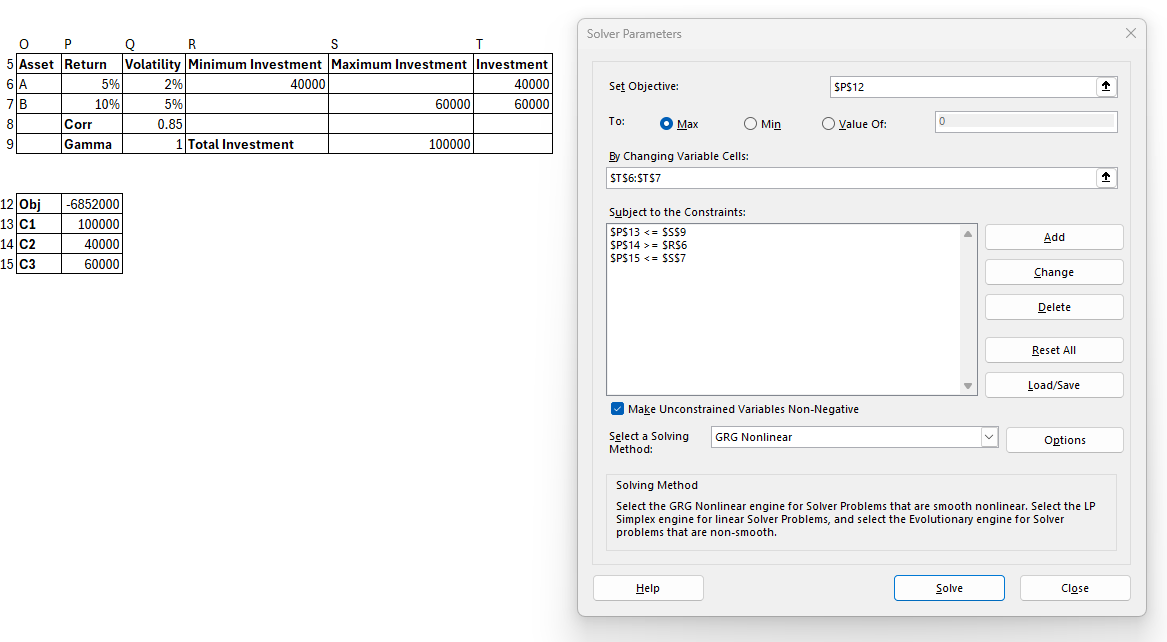 O P Q R S T
5 Asset Return Volatility Minimum Investment Maximum Investment Investment
6 A 5% 2% 40000 40000
7 B 10% 5% 60000 60000
8 Corr 0.85
9 Gamma 1 Total Investment 100000
12 Obj -6852000
13 C1 100000
14 C2 40000
15 C3 60000
Solver Parameters
Set Objective: $P$12
To: Max Min Value Of: 0
By Changing Variable Cells:
$T$6:$T$7
Subject to the Constraints:
$P$13 <= $S$9
$P$14 >= $R$6
$P$15 <= $S$7
Add
Change
Delete
Reset All
Load/Save
Make Unconstrained Variables Non-Negative
Select a Solving
Method:
GRG Nonlinear
Options
Solving Method
Select the GRG Nonlinear engine for Solver Problems that are smooth nonlinear. Select the LP
Simplex engine for linear Solver Problems, and select the Evolutionary engine for Solver
problems that are non-smooth.
Help Solve Close